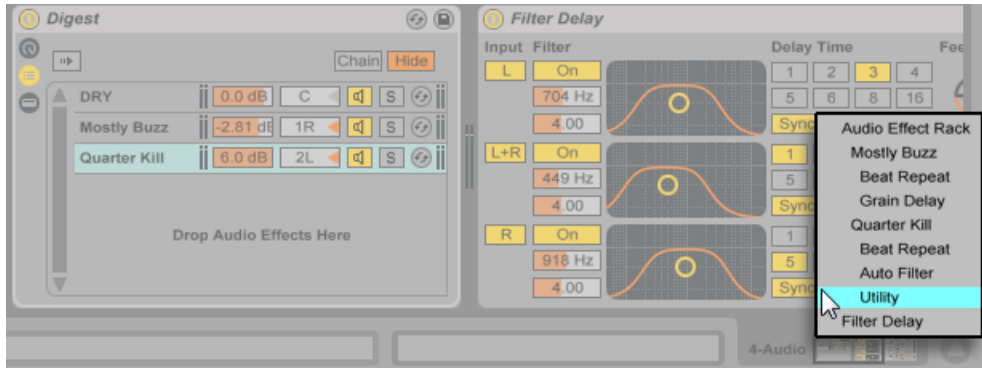 Digest
Chain Hide
DRY 0.0 dB C S
Mostly Buzz -2.81 dB 1R S
Quarter Kill 6.0 dB 2L S
Drop Audio Effects Here
Filter Delay
Input Filter Delay Time Fee
L On 1 2 3 4
704 Hz 5 6 8 16
4.00 Sync
L+R On 1
449 Hz 5
4.00 Sync
R On 1
918 Hz 5
4.00 Sync
Audio Effect Rack
Mostly Buzz
Beat Repeat
Grain Delay
Quarter Kill
Beat Repeat
Auto Filter
Utility
Filter Delay
4-Audio